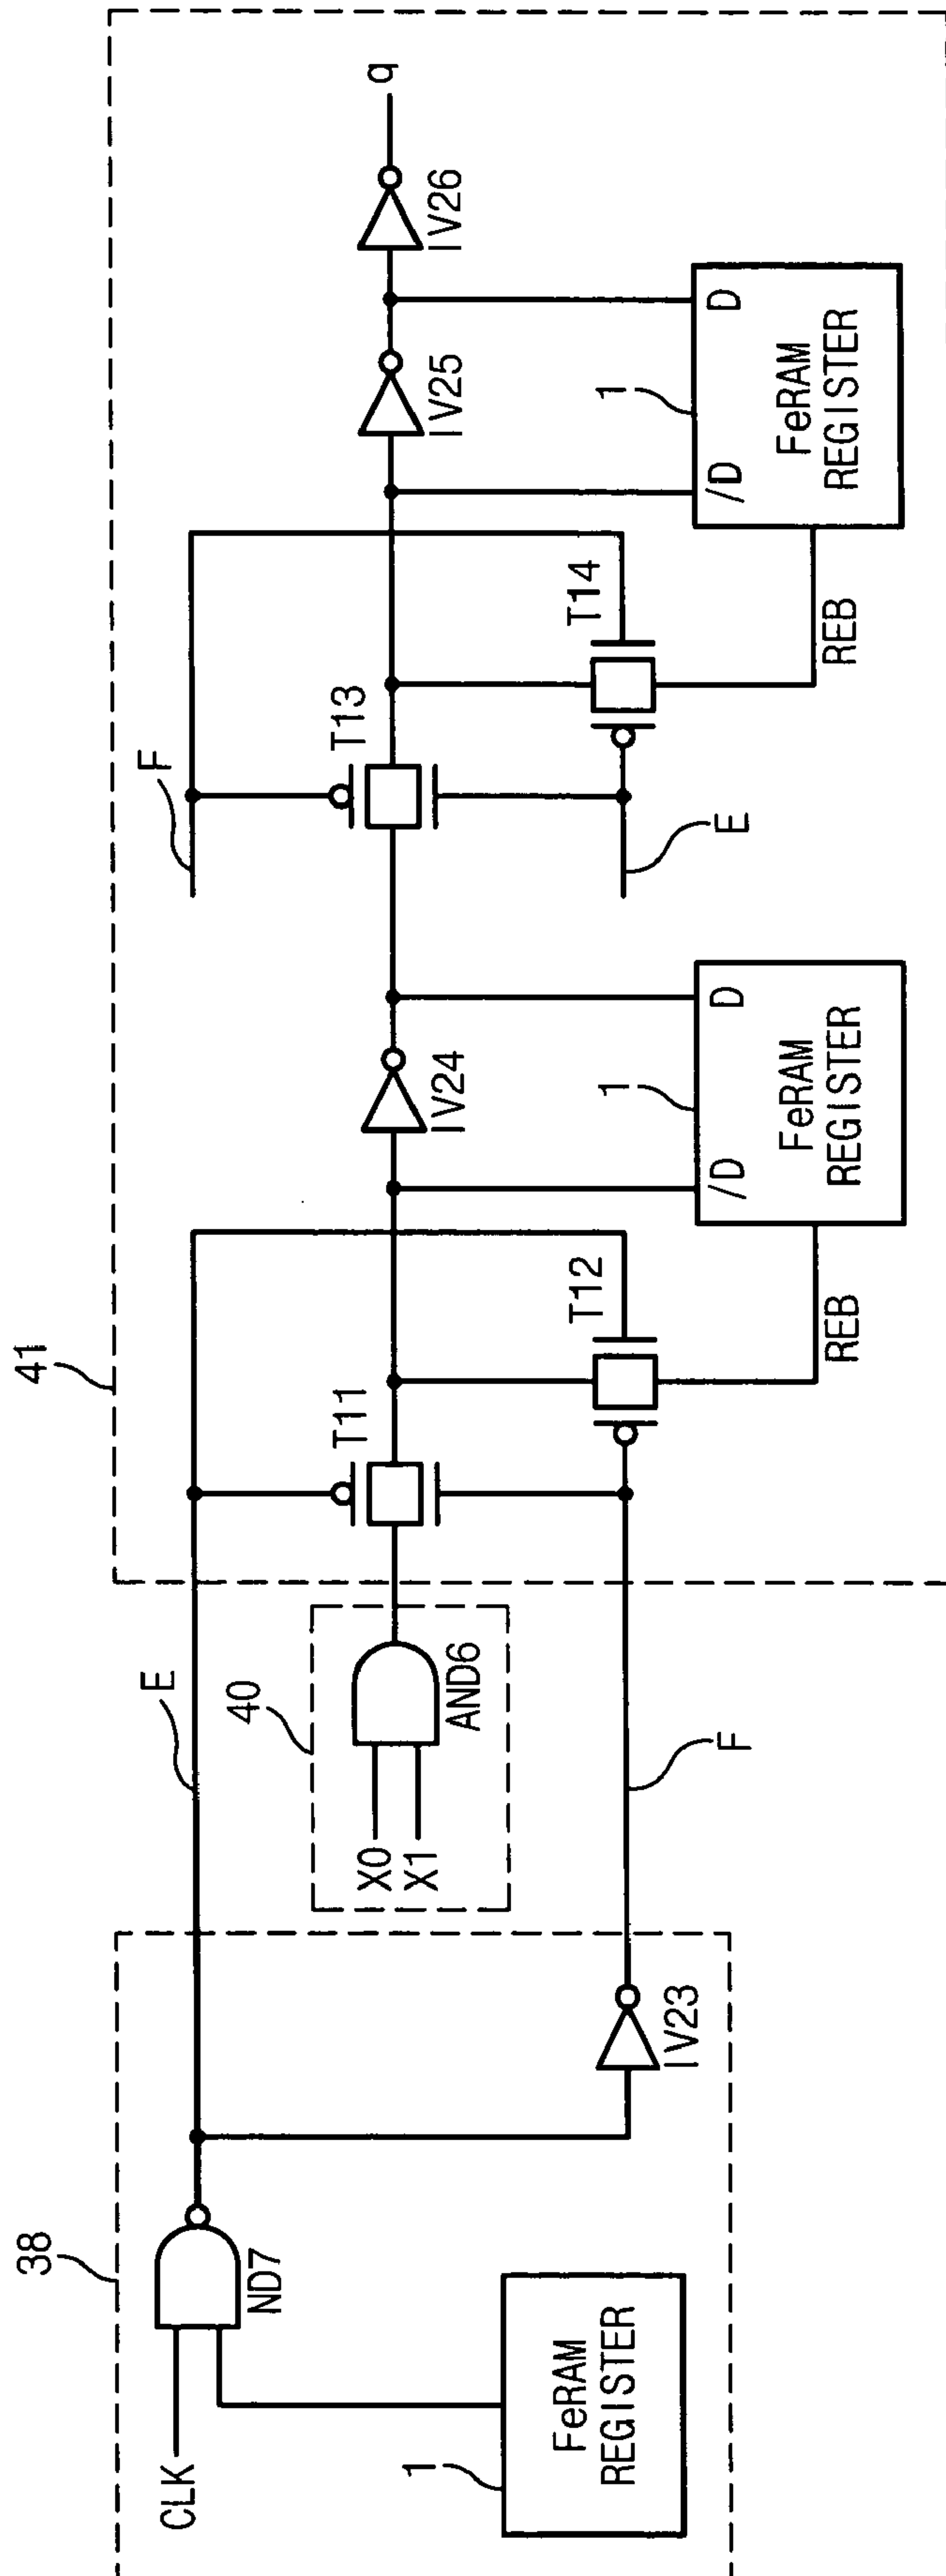 38
CLK
ND7
1
FeRAM
REGISTER
IV23
E
F
40
X0
X1
AND6
41
T11
T12
REB
IV24
/D
D
1
FeRAM
REGISTER
F
E
T13
T14
REB
IV25
IV26
q
/D
D
1
FeRAM
REGISTER